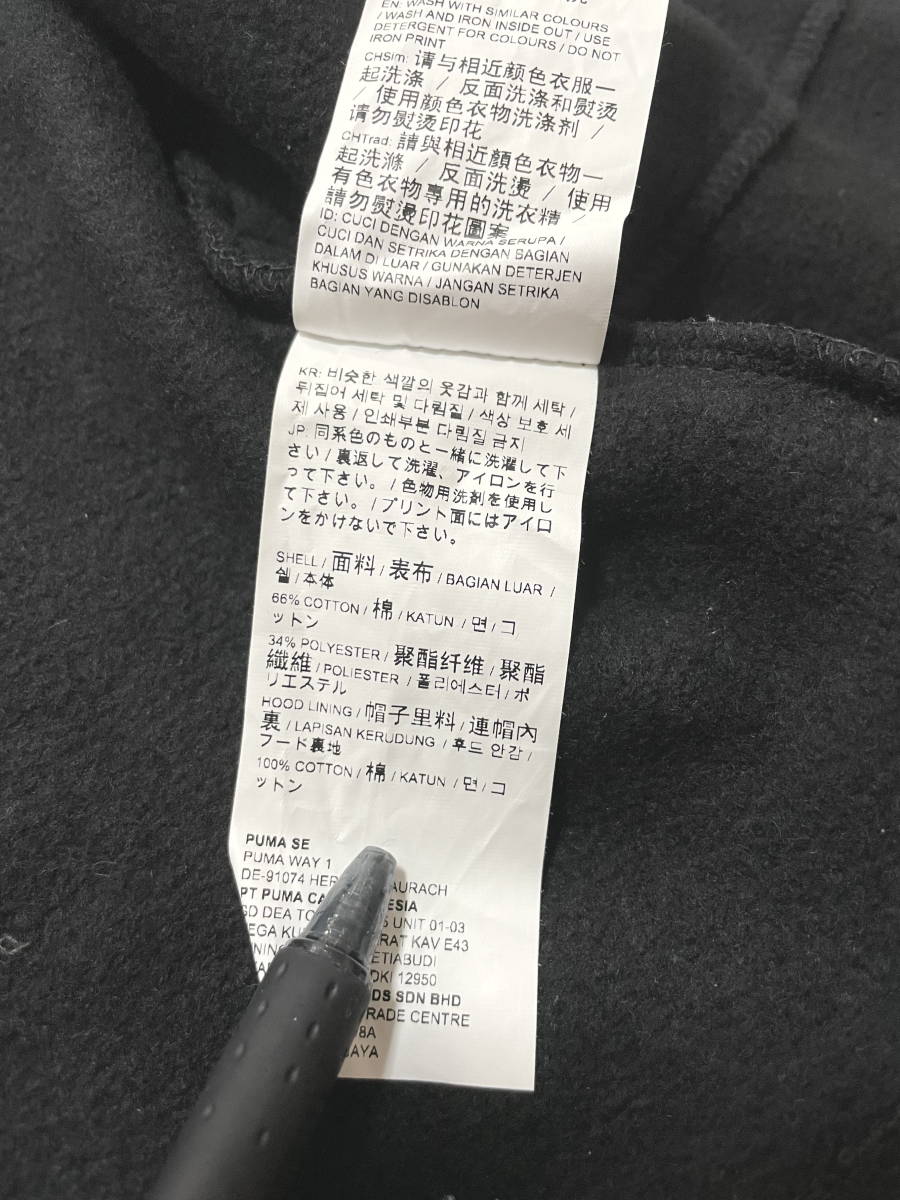 EN: WASH WITH SIMILAR COLOURS
/ WASH AND IRON INSIDE OUT / USE
DETERGENT FOR COLOURS / DO NOT
IRON PRINT
CHSim: 请与相近颜色衣服一
起洗涤 / 反面洗涤和熨烫
/ 使用颜色衣物洗涤剂 /
请勿熨烫印花
CHTrad: 請與相近顏色衣物一
起洗滌 / 反面洗燙 / 使用
有色衣物專用的洗衣精 /
請勿熨燙印花圖案
ID: CUCI DENGAN WARNA SERUPA /
CUCI DAN SETRIKA DENGAN BAGIAN
DALAM DI LUAR / GUNAKAN DETERJEN
KHUSUS WARNA / JANGAN SETRIKA
BAGIAN YANG DISABLON
KR: 비슷한 색깔의 옷감과 함께 세탁 /
뒤집어 세탁 및 다림질 / 색상 보호 세
제 사용 / 인쇄부분 다림질 금지
JP: 同系色のものと一緒に洗濯して下
さい / 裏返して洗濯、アイロンを行
って下さい。 / 色物用洗剤を使用し
て下さい。 / プリント面にはアイロ
ンをかけないで下さい。
SHELL / 面料 / 表布 / BAGIAN LUAR /
쉘 / 本体
66% COTTON / 棉 / KATUN / 면 / コ
ットン
34% POLYESTER / 聚酯纤维 / 聚酯
纖維 / POLIESTER / 폴리에스터 / ポ
リエステル
HOOD LINING / 帽子里料 / 連帽內
裏 / LAPISAN KERUDUNG / 후드 안감 /
フード裏地
100% COTTON / 棉 / KATUN / 면 / コ
ットン
PUMA SE
PUMA WAY 1
DE-91074 HER AURACH
PT PUMA CA ESIA
DEA TO UNIT 01-03
EGA KU RAT KAV E43
ETIABUDI
DKI 12950
DS SDN BHD
RADE CENTRE
8A
JAYA